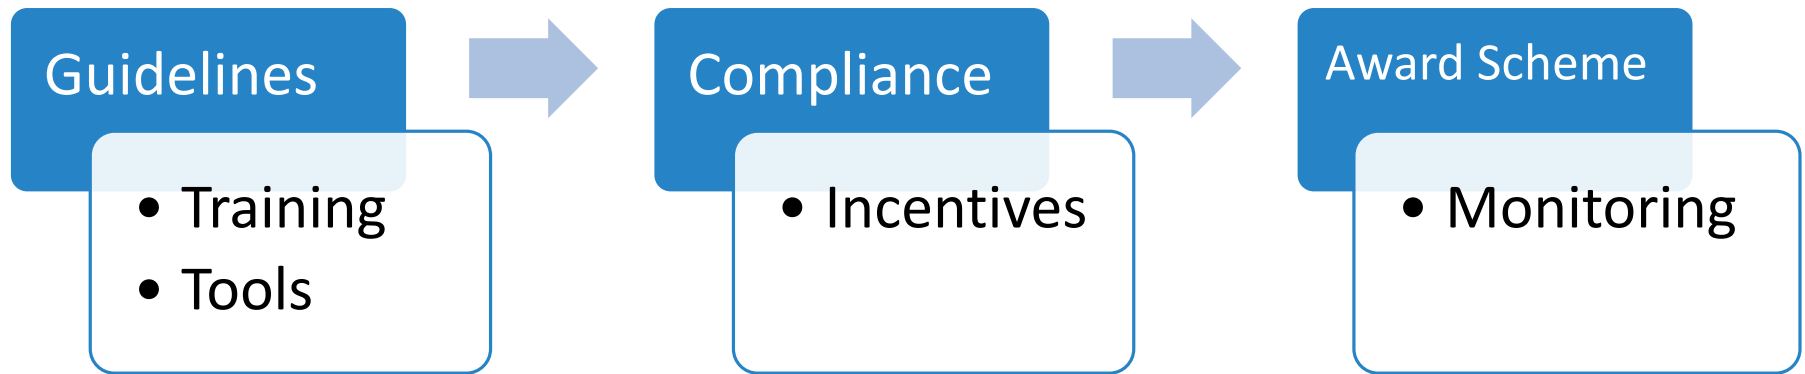 Guidelines
• Training
• Tools
Compliance
• Incentives
Award Scheme
• Monitoring